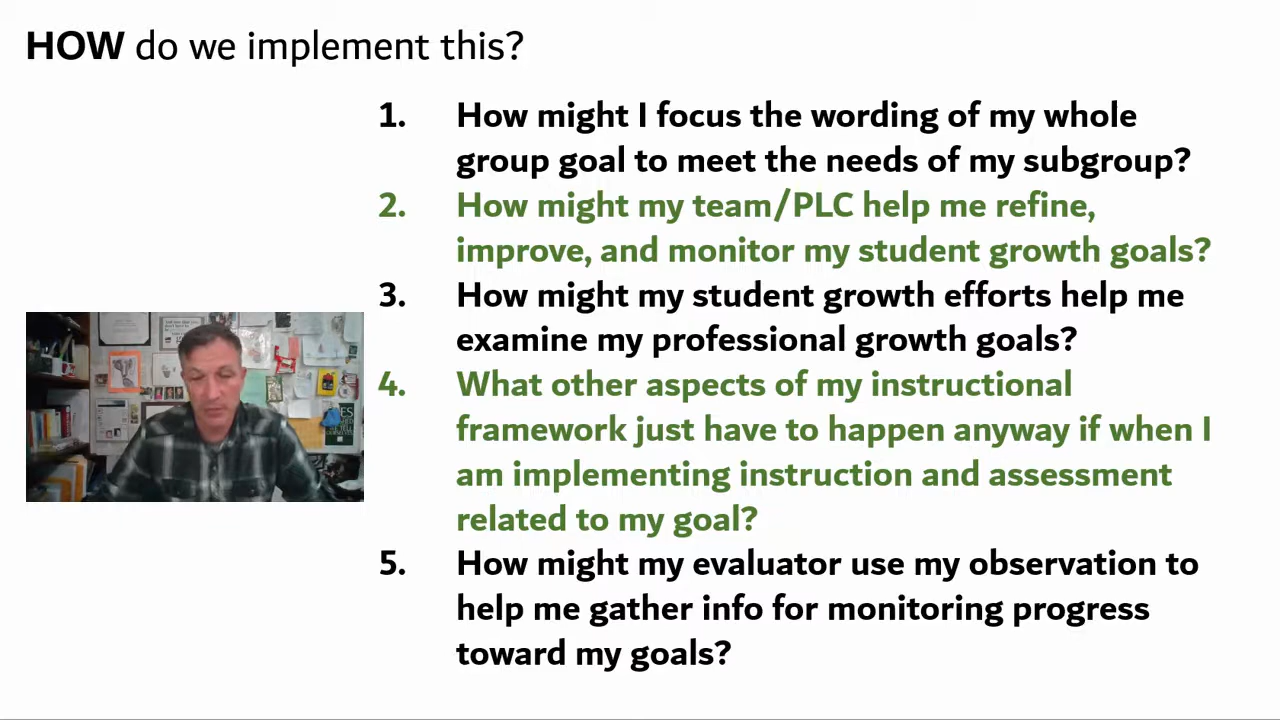 HOW do we implement this?
1. How might I focus the wording of my whole
group goal to meet the needs of my subgroup?
2. How might my team/PLC help me refine,
improve, and monitor my student growth goals?
3. How might my student growth efforts help me
examine my professional growth goals?
4. What other aspects of my instructional
framework just have to happen anyway if when I
am implementing instruction and assessment
related to my goal?
5. How might my evaluator use my observation to
help me gather info for monitoring progress
toward my goals?